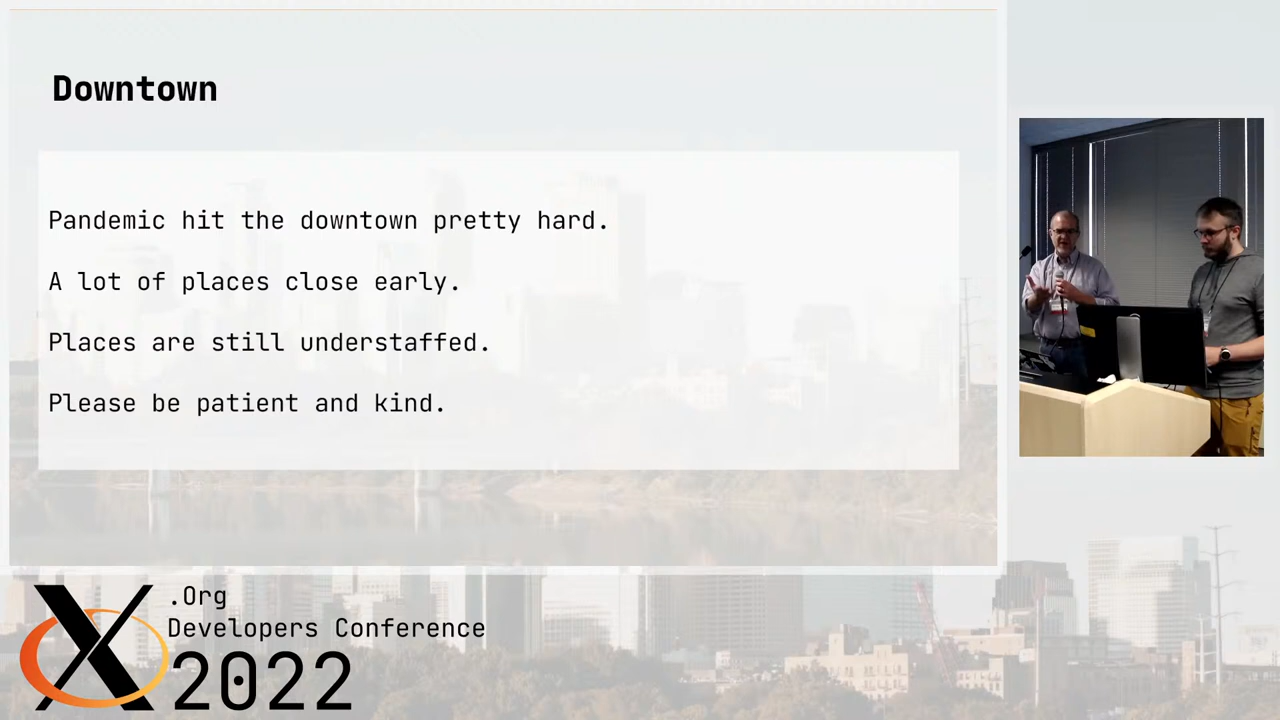 Downtown
Pandemic hit the downtown pretty hard.
A lot of places close early.
Places are still understaffed.
Please be patient and kind.
X
.Org
Developers Conference
2022